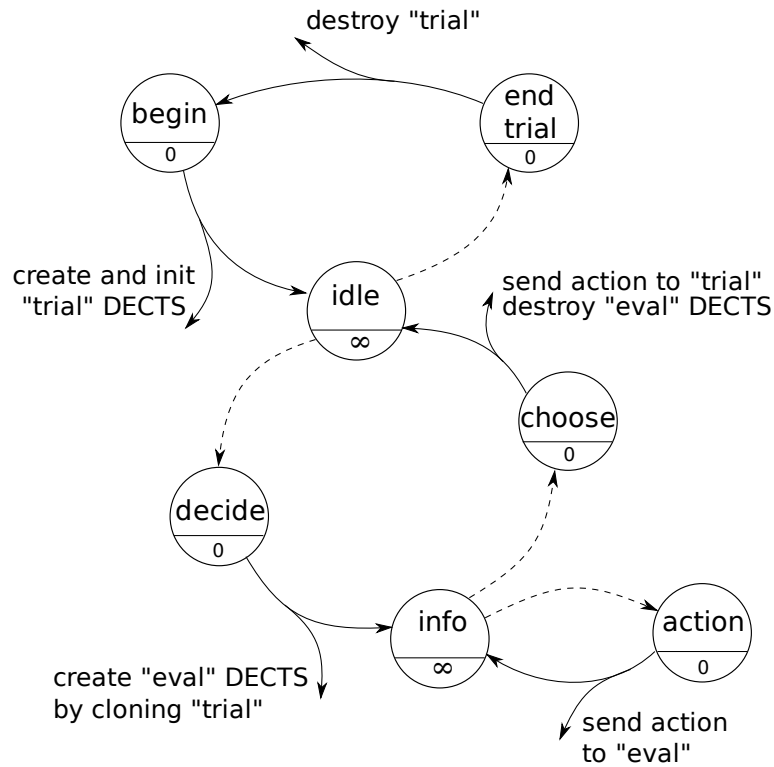 destroy "trial"
begin
0
end
trial
0
create and init
"trial" DECTS
idle
∞
send action to "trial"
destroy "eval" DECTS
choose
0
decide
0
info
∞
action
0
create "eval" DECTS
by cloning "trial"
send action
to "eval"